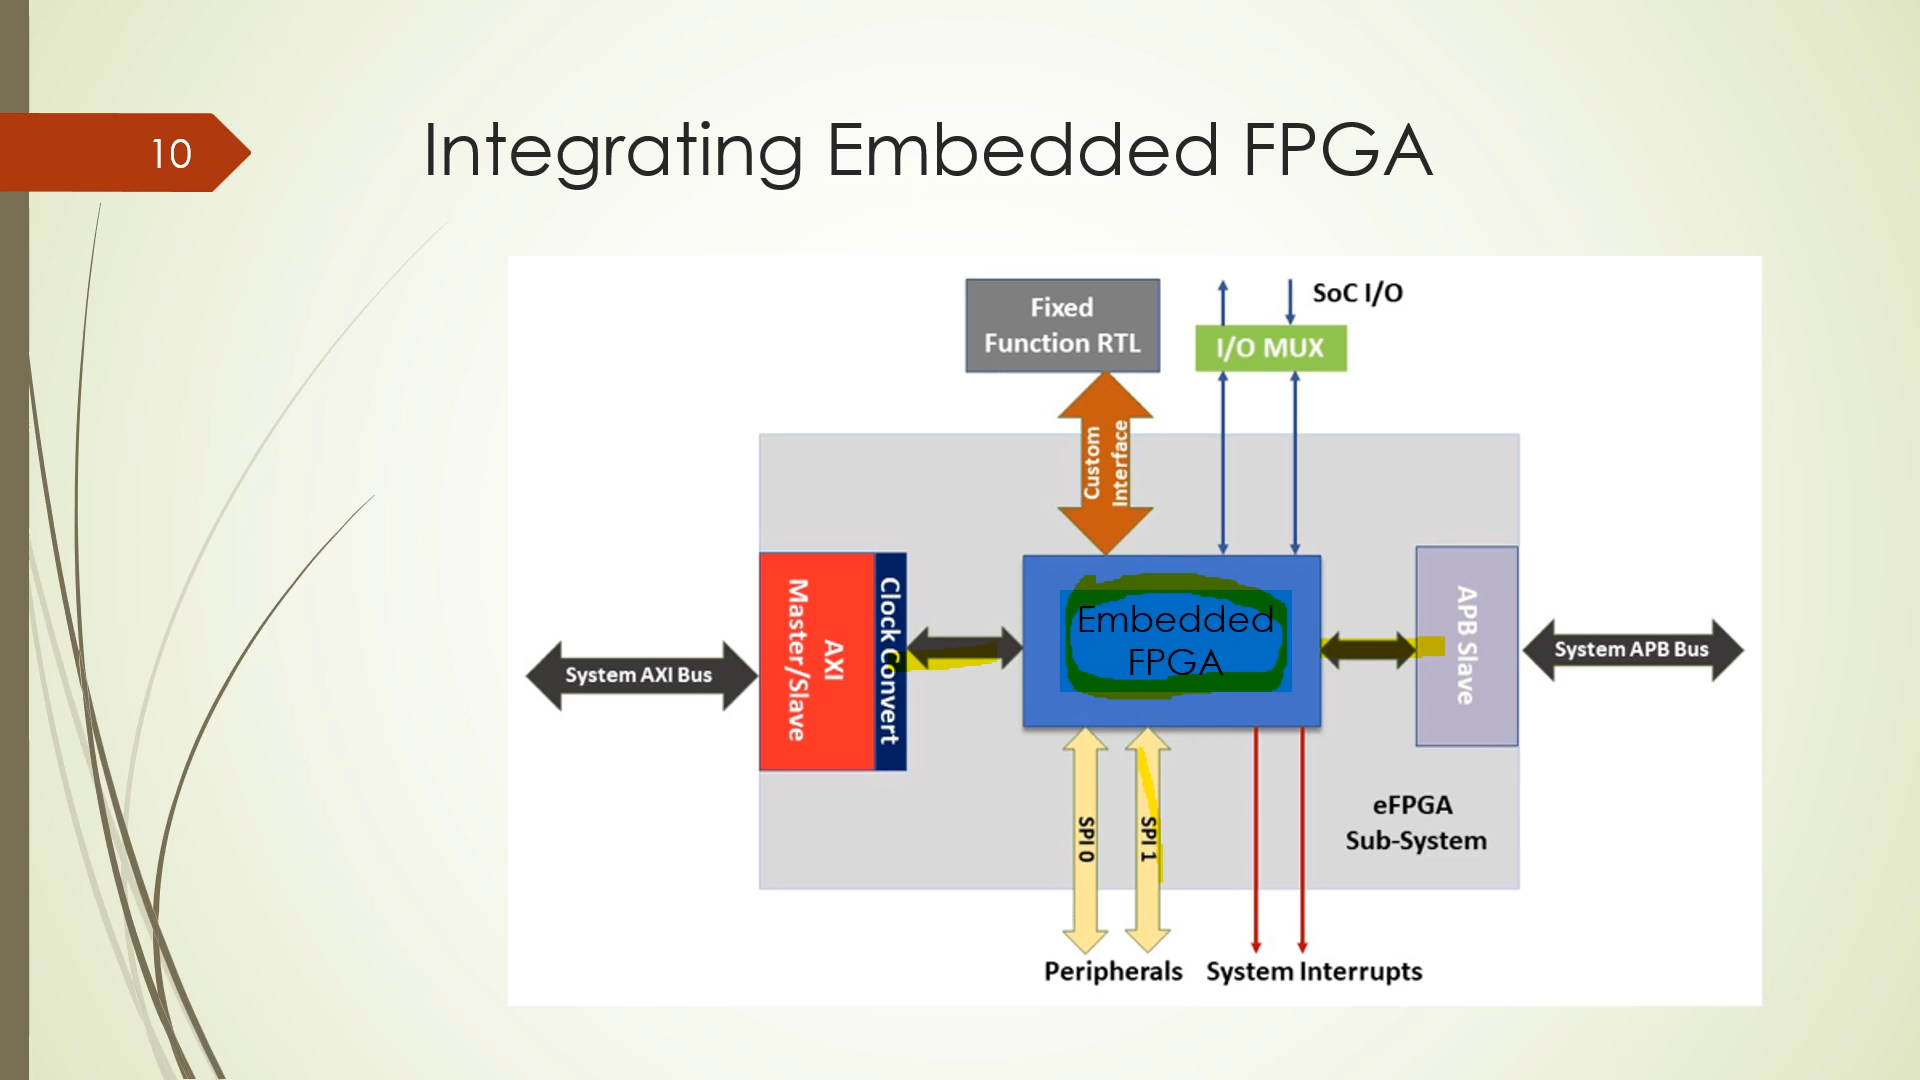 10
Integrating Embedded FPGA
Fixed
Function RTL
SoC I/O
I/O MUX
Custom
Interface
System AXI Bus
AXI
Master/Slave
Clock Convert
Embedded
FPGA
APB Slave
System APB Bus
SPI 0
SPI 1
eFPGA
Sub-System
Peripherals
System Interrupts